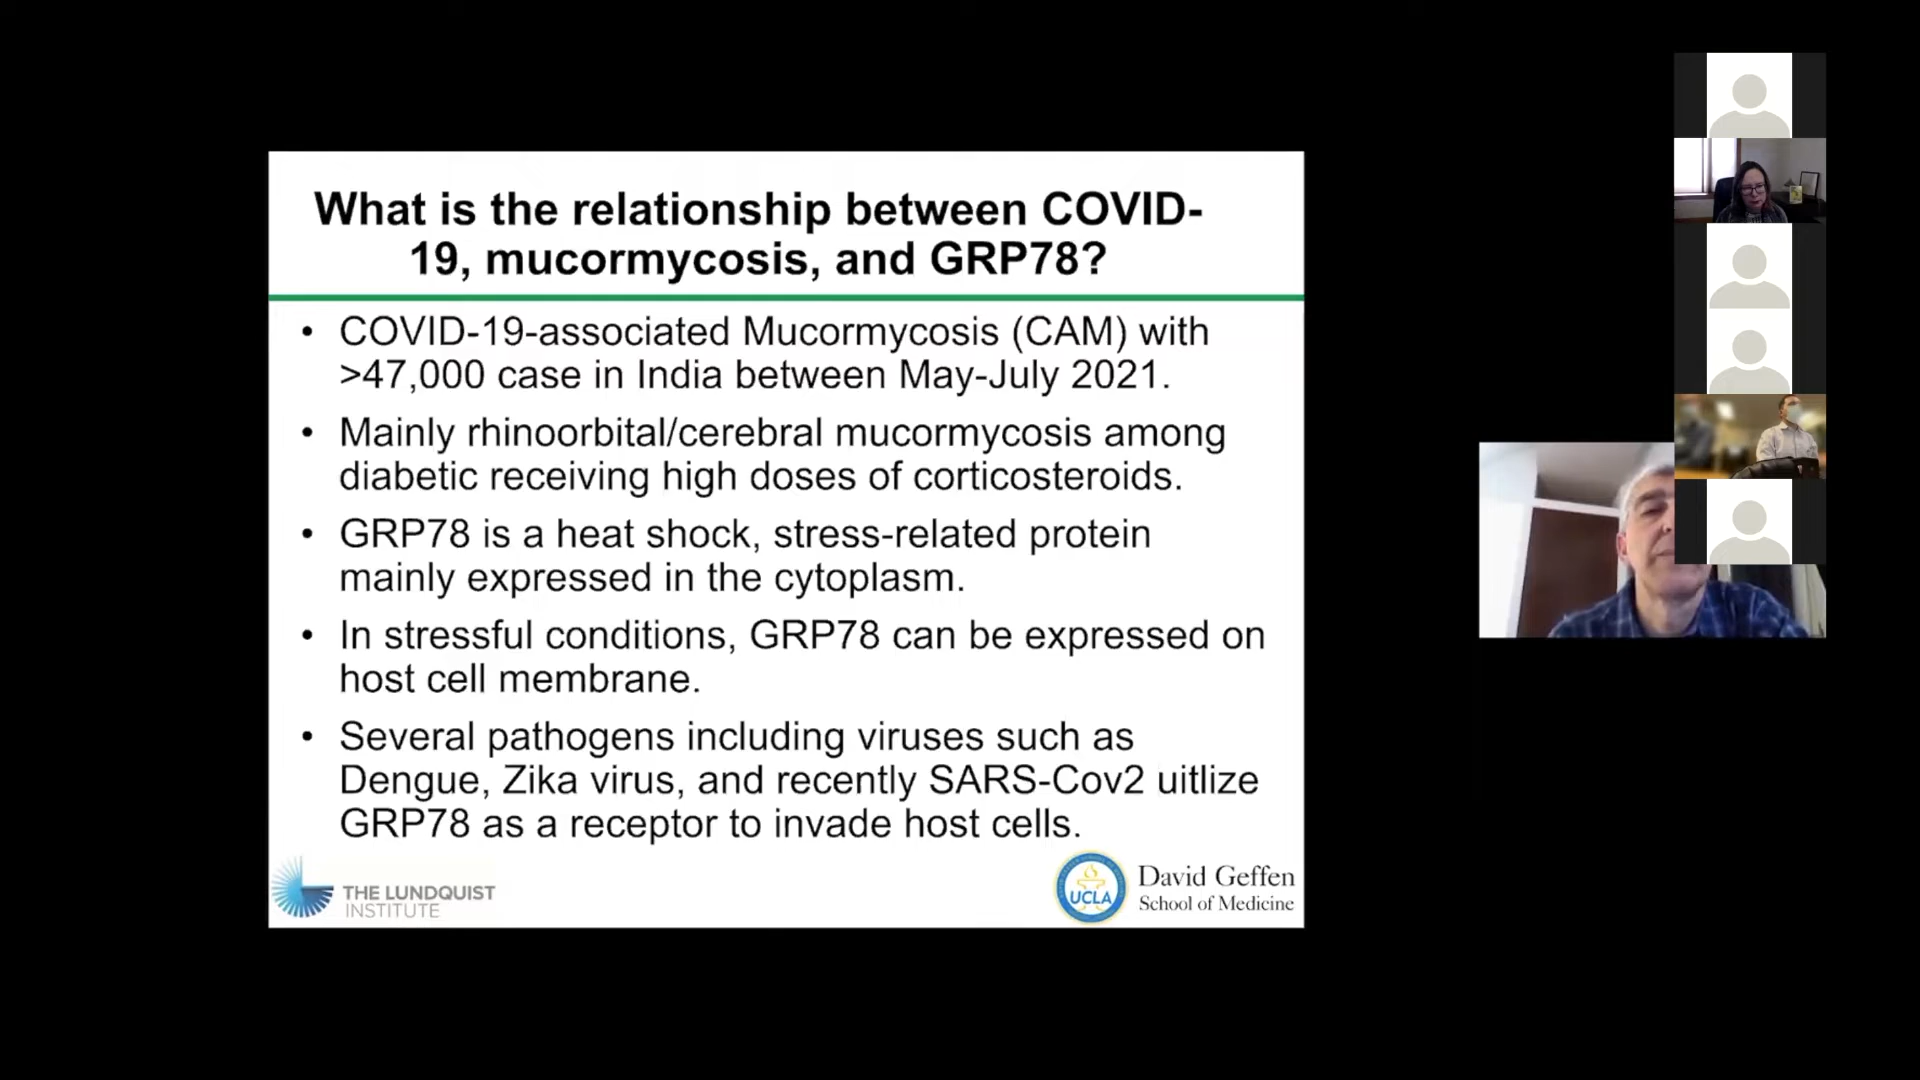 What is the relationship between COVID-
19, mucormycosis, and GRP78?
• COVID-19-associated Mucormycosis (CAM) with
>47,000 case in India between May-July 2021.
• Mainly rhinoorbital/cerebral mucormycosis among
diabetic receiving high doses of corticosteroids.
• GRP78 is a heat shock, stress-related protein
mainly expressed in the cytoplasm.
• In stressful conditions, GRP78 can be expressed on
host cell membrane.
• Several pathogens including viruses such as
Dengue, Zika virus, and recently SARS-Cov2 uitlize
GRP78 as a receptor to invade host cells.
THE LUNDQUIST
INSTITUTE
UCLA
David Geffen
School of Medicine